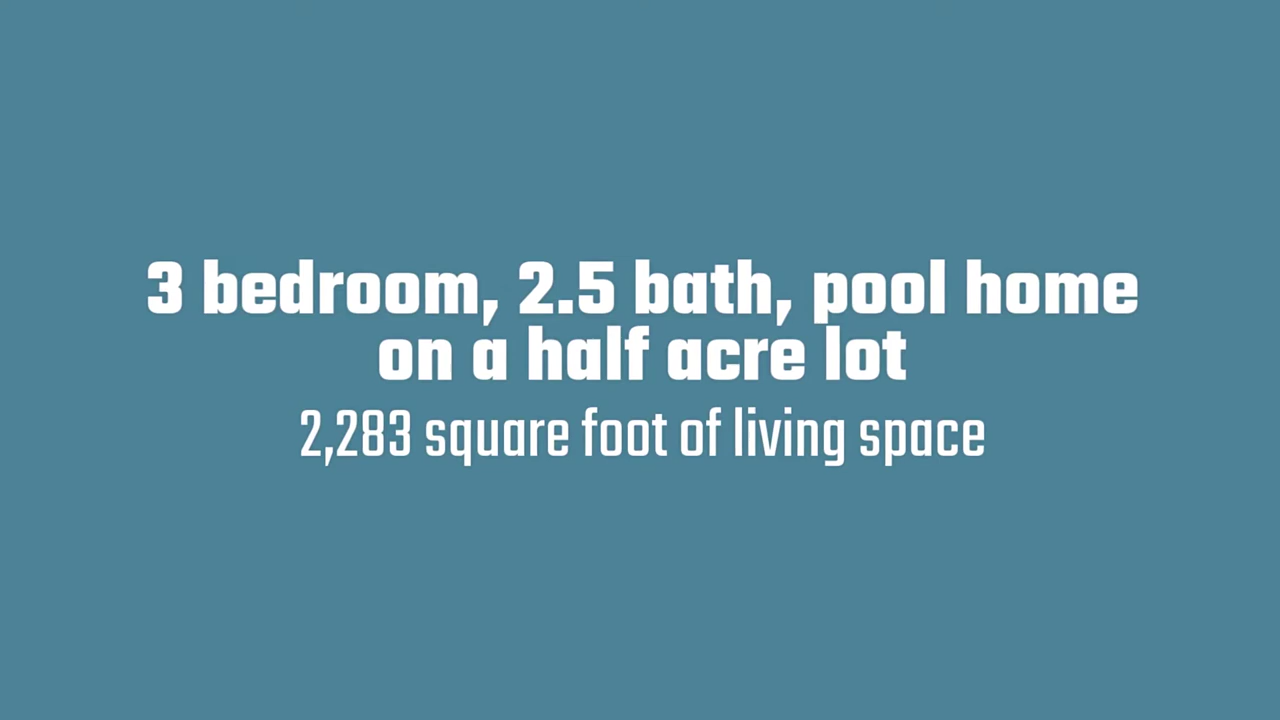 3 bedroom, 2.5 bath, pool home
on a half acre lot
2,283 square foot of living space